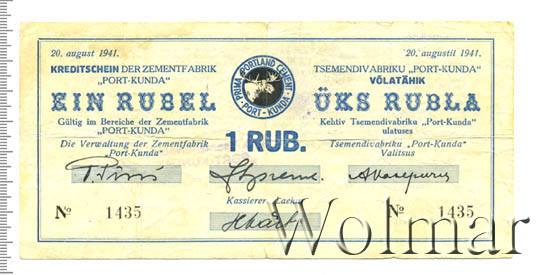 20. august 1941.
KREDITSCHEIN DER ZEMENTFABRIK
„PORT-KUNDA"
EIN RUBEL
Gültig im Bereiche der Zementfabrik
„PORT-KUNDA"
Die Verwaltung der Zementfabrik
„Port-Kunda"
PRIMA PORTLAND CEMENT
PORT-KUNDA
1 RUB.
20. augustil 1941.
TSEMENDIVABRIKU „PORT-KUNDA"
VÕLATÄHIK
ÜKS RUBLA
Kehtiv Tsemendivabriku „Port-Kunda"
ulatuses
Tsemendivabriku „Port-Kunda"
Valitsus
Kassierer Laekur
№ 1435
№ 1435
Wolmar